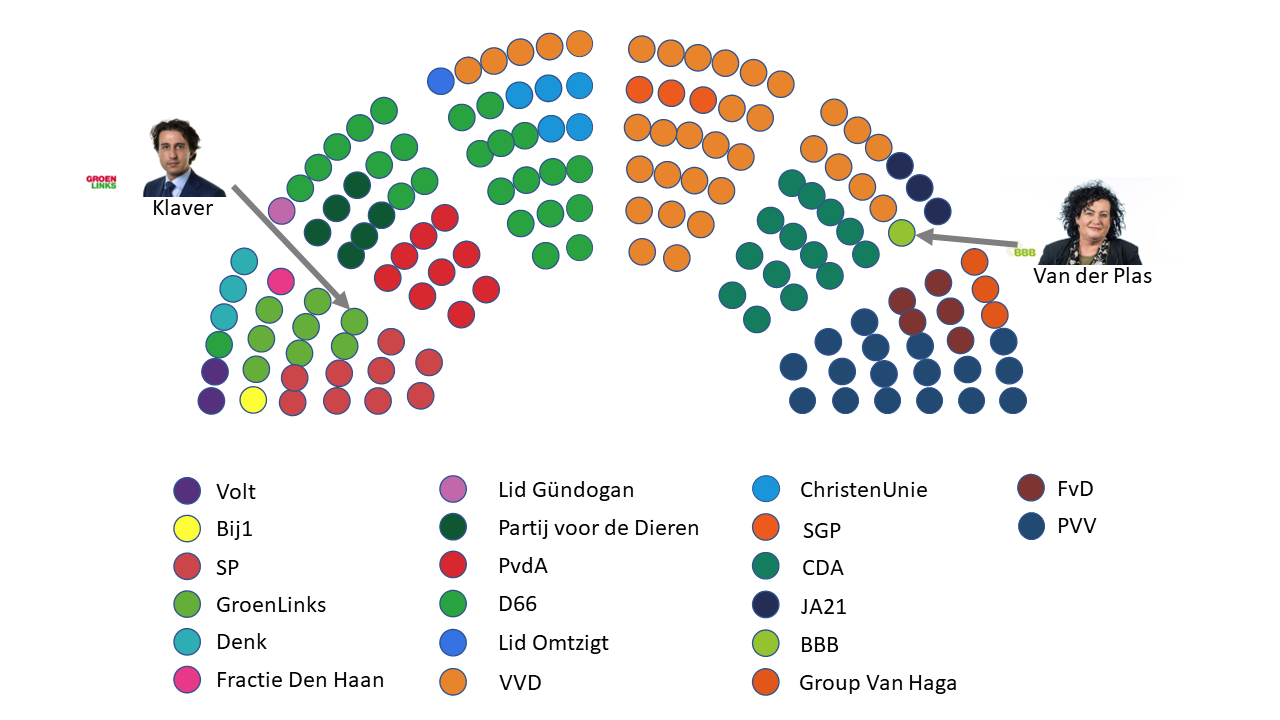 GROEN
LINKS
Klaver
BBB
Van der Plas
Volt
Bij1
SP
GroenLinks
Denk
Fractie Den Haan
Lid Gündogan
Partij voor de Dieren
PvdA
D66
Lid Omtzigt
VVD
ChristenUnie
SGP
CDA
JA21
BBB
Group Van Haga
FvD
PVV